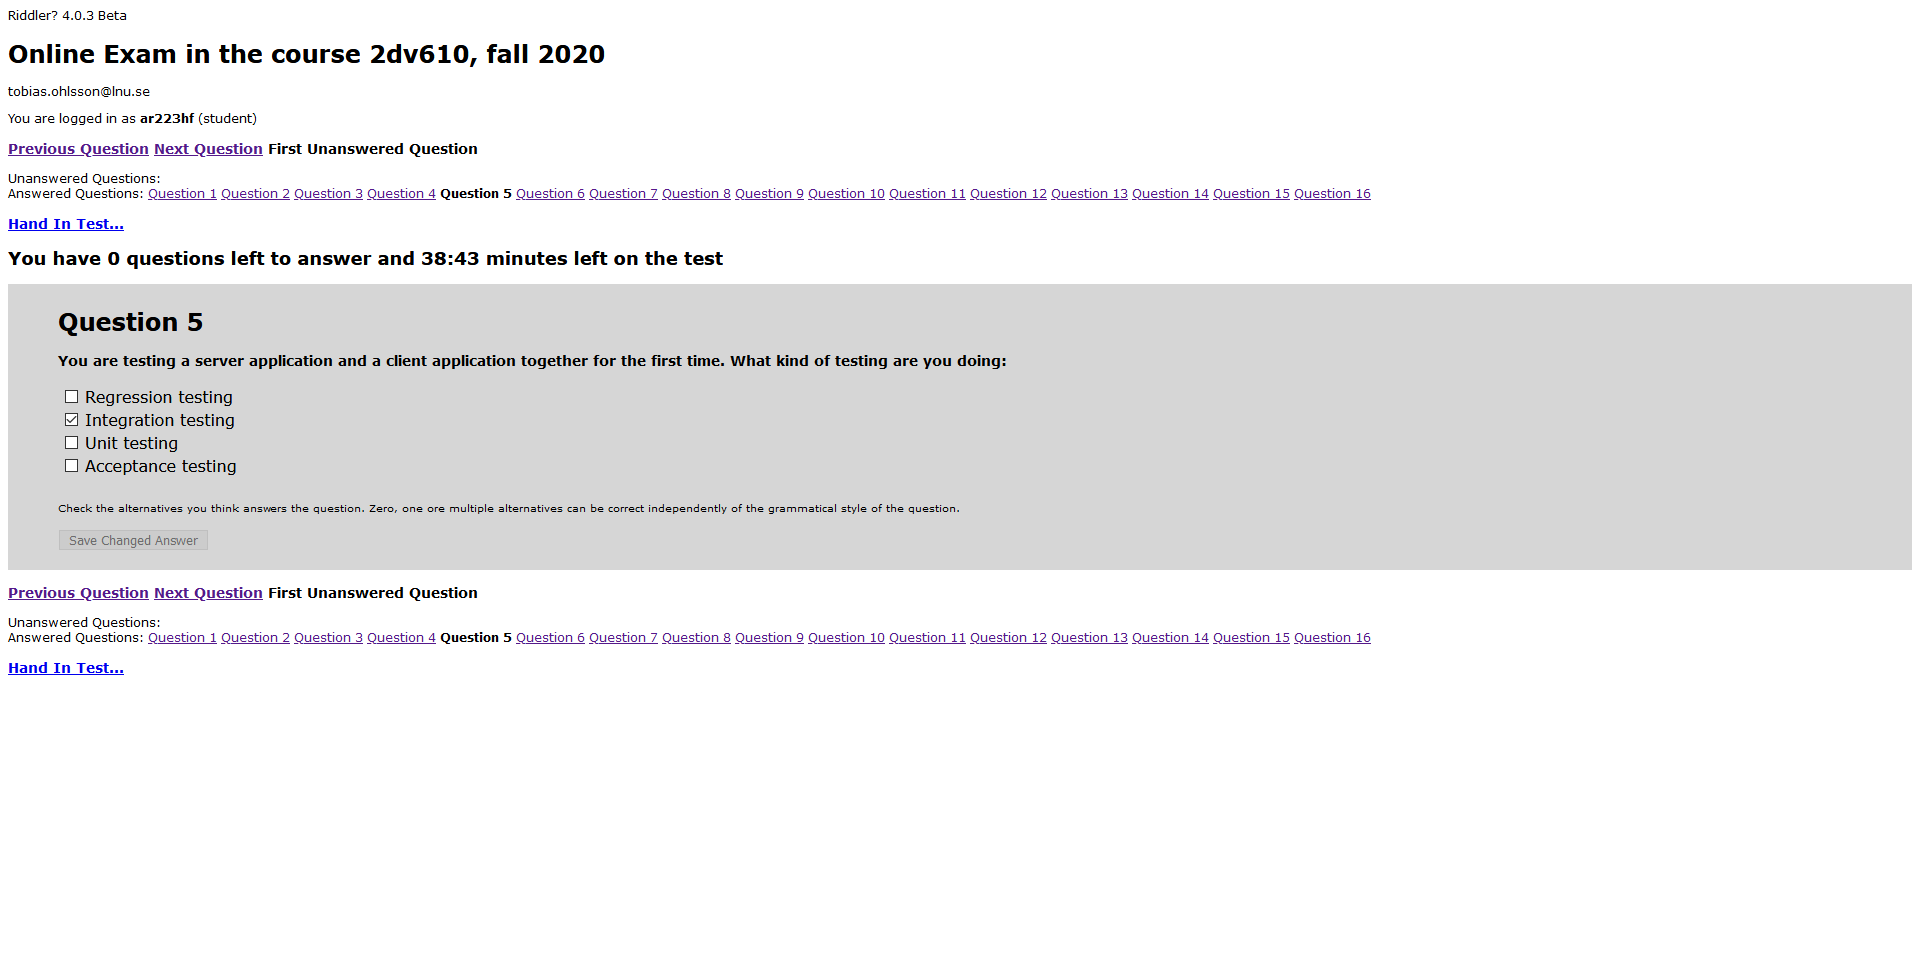 Riddler? 4.0.3 Beta
Online Exam in the course 2dv610, fall 2020
tobias.ohlsson@lnu.se
You are logged in as ar223hf (student)
Previous Question Next Question First Unanswered Question
Unanswered Questions:
Answered Questions: Question 1 Question 2 Question 3 Question 4 Question 5 Question 6 Question 7 Question 8 Question 9 Question 10 Question 11 Question 12 Question 13 Question 14 Question 15 Question 16
Hand In Test...
You have 0 questions left to answer and 38:43 minutes left on the test
Question 5
You are testing a server application and a client application together for the first time. What kind of testing are you doing:
Regression testing
Integration testing
Unit testing
Acceptance testing
Check the alternatives you think answers the question. Zero, one ore multiple alternatives can be correct independently of the grammatical style of the question.
Save Changed Answer
Previous Question Next Question First Unanswered Question
Unanswered Questions:
Answered Questions: Question 1 Question 2 Question 3 Question 4 Question 5 Question 6 Question 7 Question 8 Question 9 Question 10 Question 11 Question 12 Question 13 Question 14 Question 15 Question 16
Hand In Test...